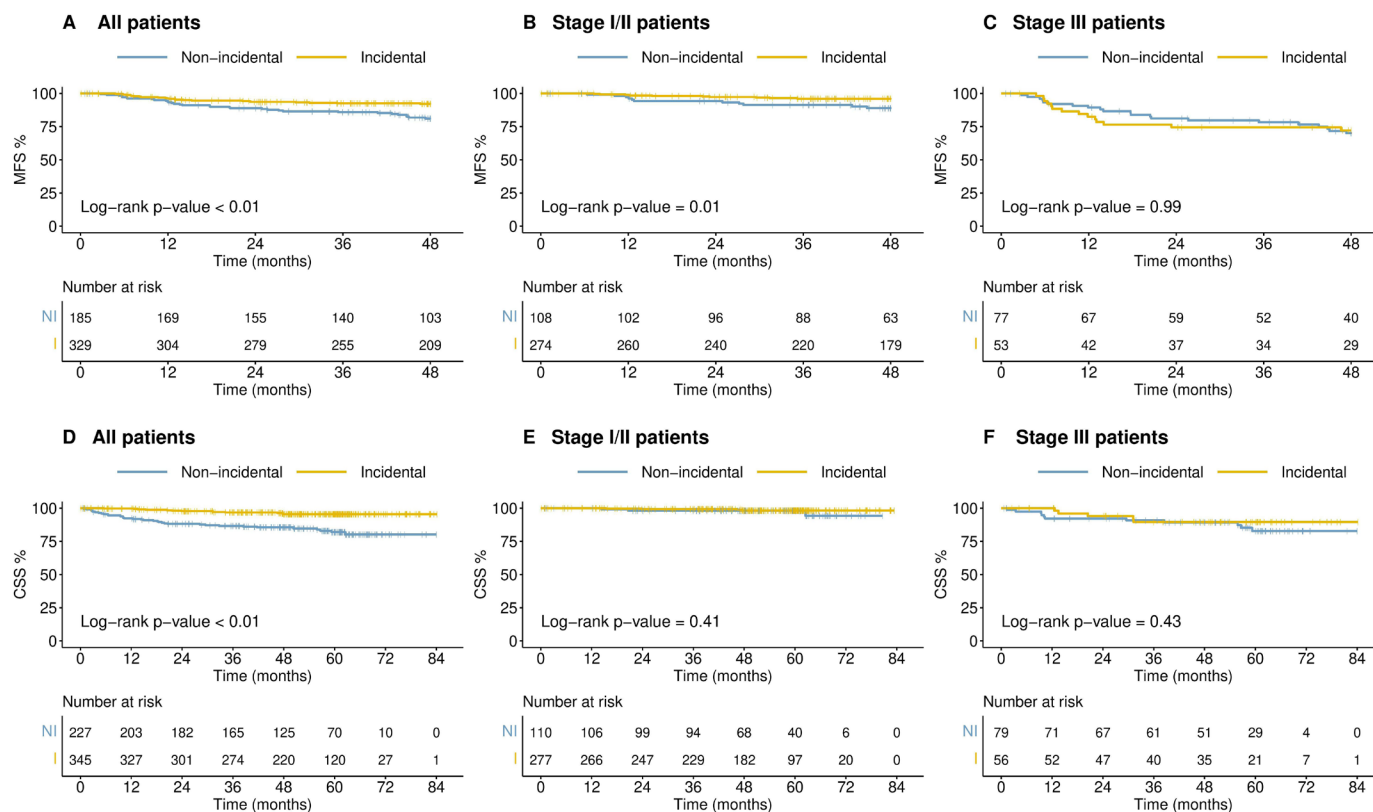 A All patients
Non-incidental Incidental
MFS %
100
75
50
25
0
Log-rank p-value < 0.01
0 12 24 36 48
Time (months)
Number at risk
NI 185 169 155 140 103
I 329 304 279 255 209
0 12 24 36 48
Time (months)
B Stage I/II patients
Non-incidental Incidental
MFS %
100
75
50
25
0
Log-rank p-value = 0.01
0 12 24 36 48
Time (months)
Number at risk
NI 108 102 96 88 63
I 274 260 240 220 179
0 12 24 36 48
Time (months)
C Stage III patients
Non-incidental Incidental
MFS %
100
75
50
25
0
Log-rank p-value = 0.99
0 12 24 36 48
Time (months)
Number at risk
NI 77 67 59 52 40
I 53 42 37 34 29
0 12 24 36 48
Time (months)
D All patients
Non-incidental Incidental
CSS %
100
75
50
25
0
Log-rank p-value < 0.01
0 12 24 36 48 60 72 84
Time (months)
Number at risk
NI 227 203 182 165 125 70 10 0
I 345 327 301 274 220 120 27 1
0 12 24 36 48 60 72 84
Time (months)
E Stage I/II patients
Non-incidental Incidental
CSS %
100
75
50
25
0
Log-rank p-value = 0.41
0 12 24 36 48 60 72 84
Time (months)
Number at risk
NI 110 106 99 94 68 40 6 0
I 277 266 247 229 182 97 20 0
0 12 24 36 48 60 72 84
Time (months)
F Stage III patients
Non-incidental Incidental
CSS %
100
75
50
25
0
Log-rank p-value = 0.43
0 12 24 36 48 60 72 84
Time (months)
Number at risk
NI 79 71 67 61 51 29 4 0
I 56 52 47 40 35 21 7 1
0 12 24 36 48 60 72 84
Time (months)